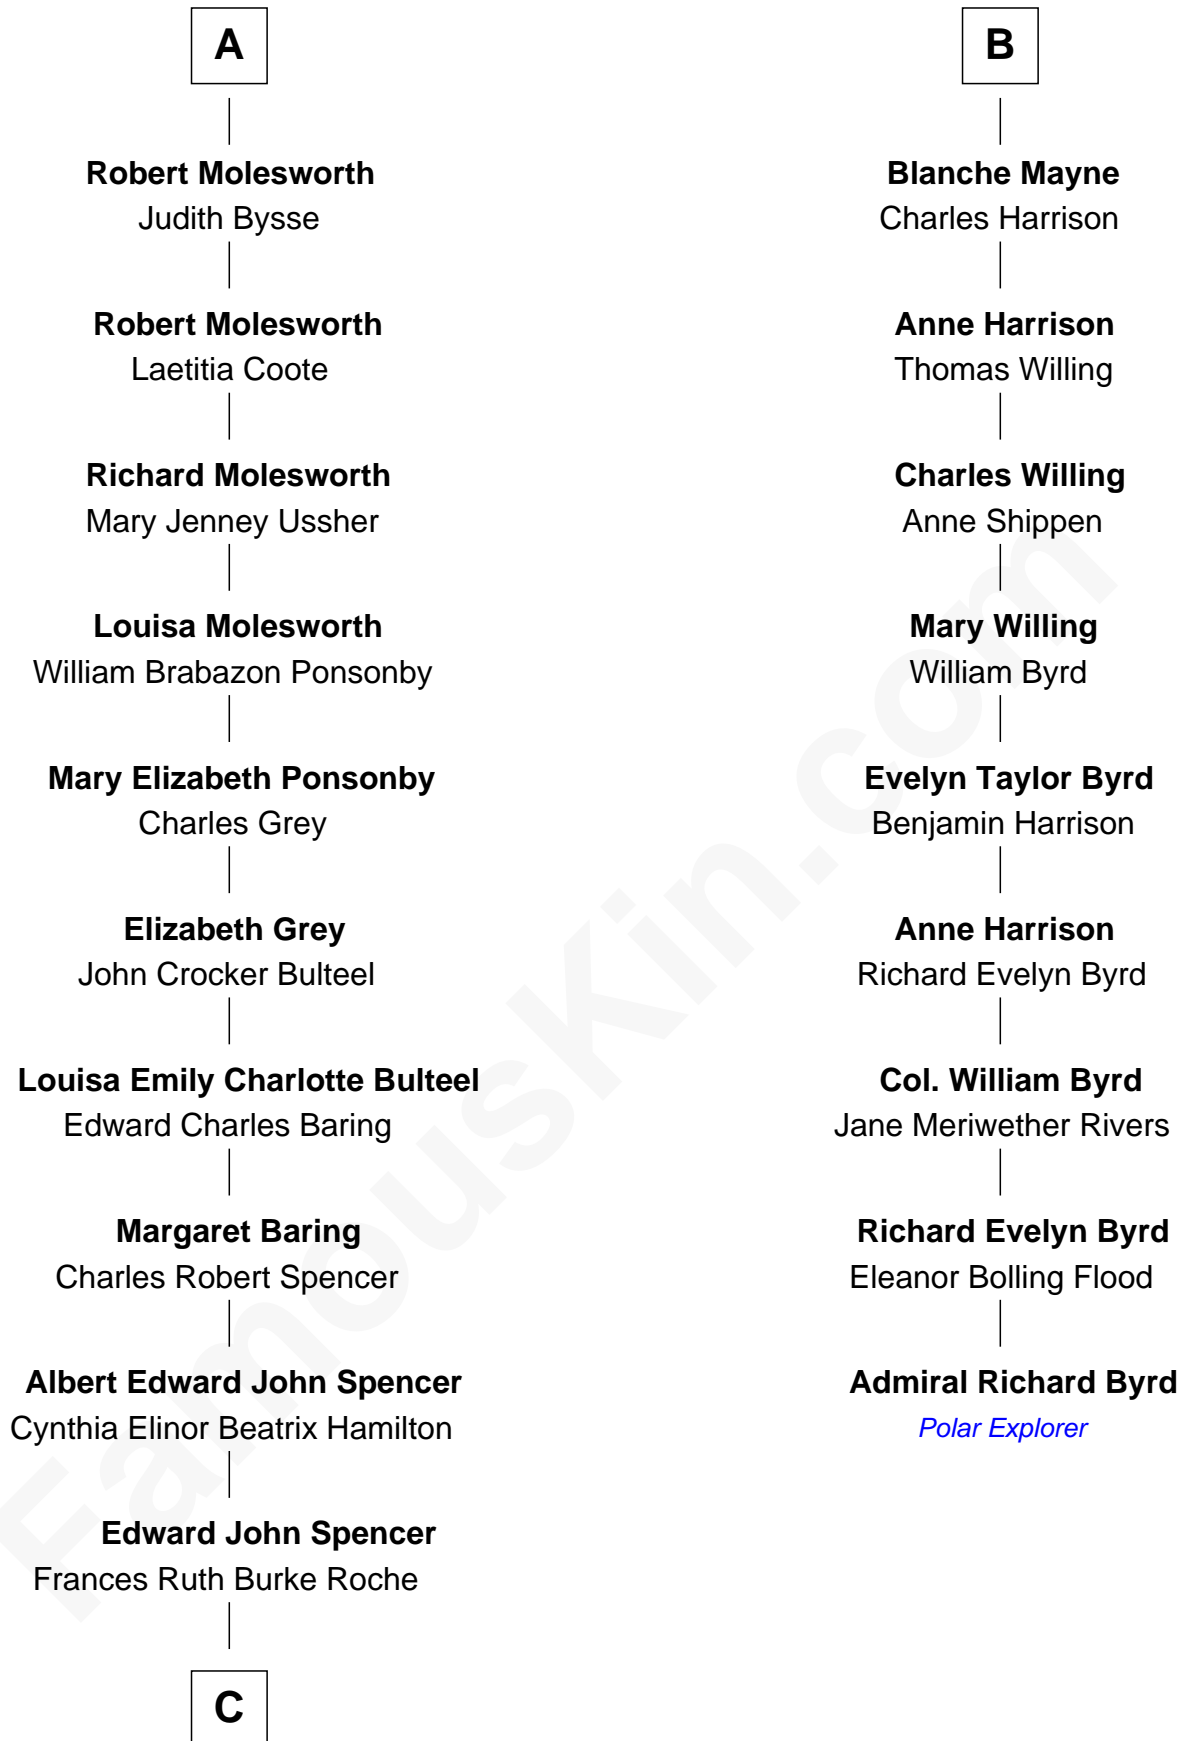 A
Robert Molesworth
Judith Bysse
Robert Molesworth
Laetitia Coote
Richard Molesworth
Mary Jenney Ussher
Louisa Molesworth
William Brabazon Ponsonby
Mary Elizabeth Ponsonby
Charles Grey
Elizabeth Grey
John Crocker Bulteel
Louisa Emily Charlotte Bulteel
Edward Charles Baring
Margaret Baring
Charles Robert Spencer
Albert Edward John Spencer
Cynthia Elinor Beatrix Hamilton
Edward John Spencer
Frances Ruth Burke Roche
C
B
Blanche Mayne
Charles Harrison
Anne Harrison
Thomas Willing
Charles Willing
Anne Shippen
Mary Willing
William Byrd
Evelyn Taylor Byrd
Benjamin Harrison
Anne Harrison
Richard Evelyn Byrd
Col. William Byrd
Jane Meriwether Rivers
Richard Evelyn Byrd
Eleanor Bolling Flood
Admiral Richard Byrd
Polar Explorer
FamousKin.com